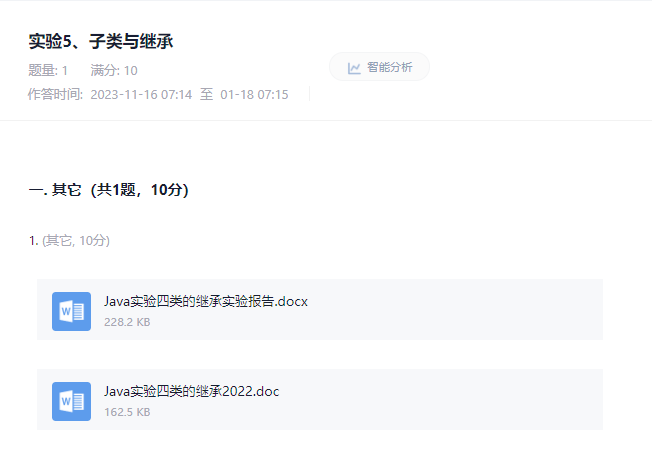 实验5、子类与继承
题量: 1 满分: 10
智能分析
作答时间: 2023-11-16 07:14 至 01-18 07:15
一. 其它（共1题，10分）
1. (其它, 10分)
W
Java实验四类的继承实验报告.docx
228.2 KB
W
Java实验四类的继承2022.doc
162.5 KB